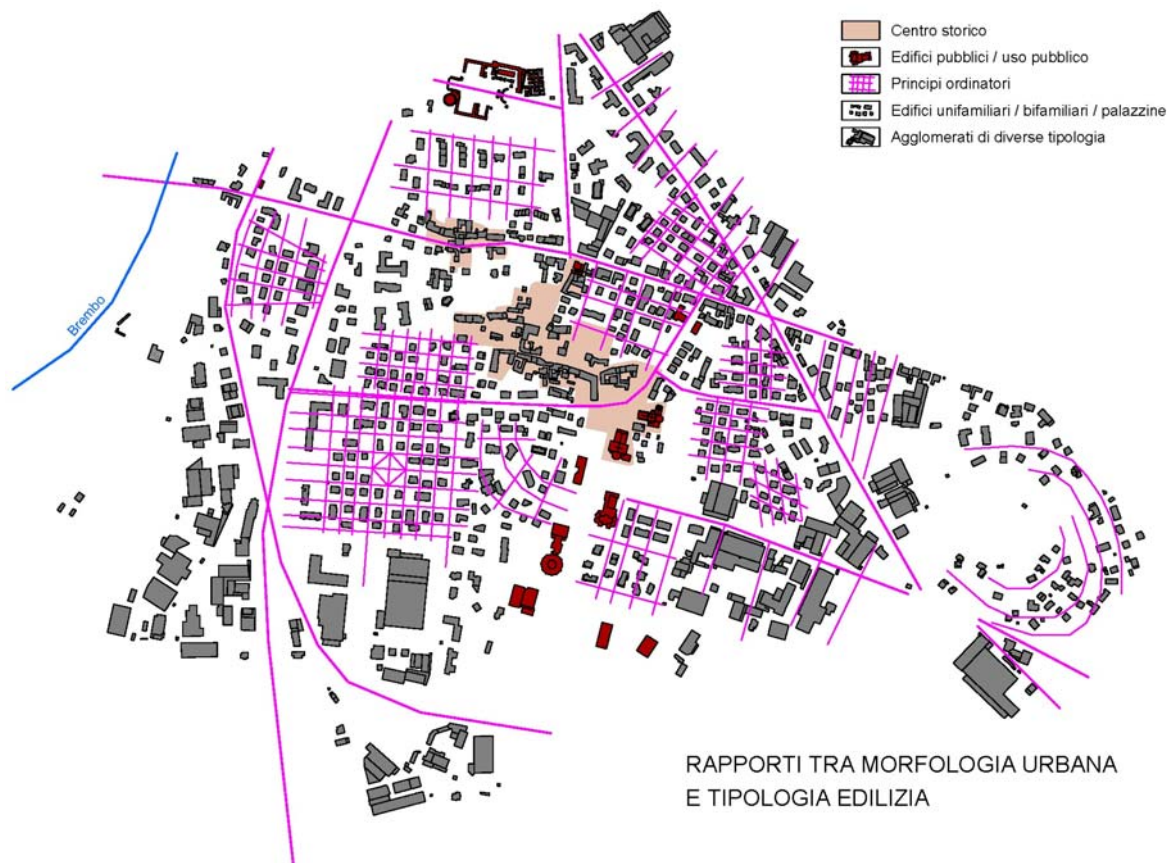 Centro storico
Edifici pubblici / uso pubblico
Principi ordinatori
Edifici unifamiliari / bifamiliari / palazzine
Agglomerati di diverse tipologia
Brembo
RAPPORTI TRA MORFOLOGIA URBANA
E TIPOLOGIA EDILIZIA